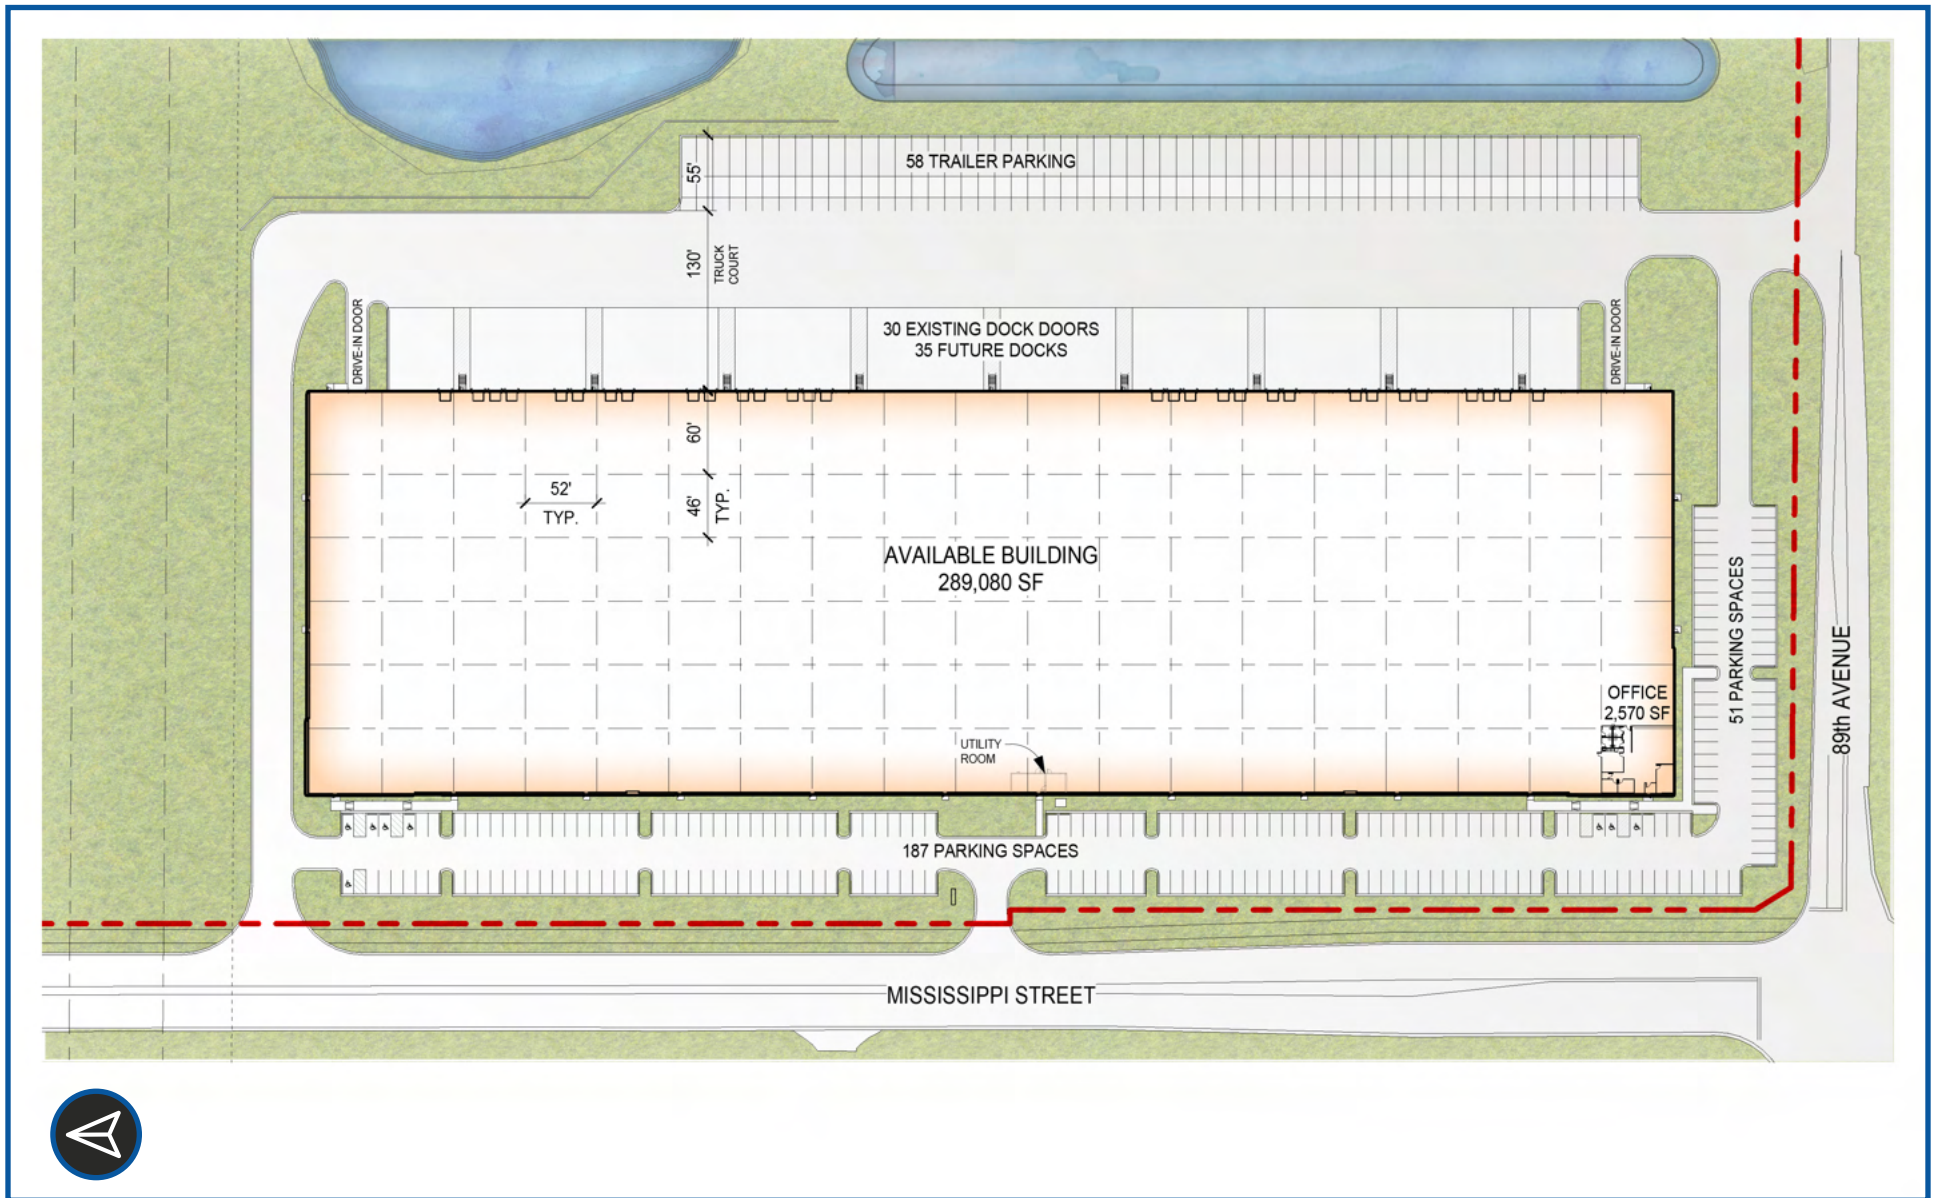 58 TRAILER PARKING
55'
130'
TRUCK
COURT
DRIVE-IN DOOR
30 EXISTING DOCK DOORS
35 FUTURE DOCKS
DRIVE-IN DOOR
60'
52'
TYP.
46'
TYP.
AVAILABLE BUILDING
289,080 SF
51 PARKING SPACES
89th AVENUE
OFFICE
2,570 SF
UTILITY
ROOM
187 PARKING SPACES
MISSISSIPPI STREET